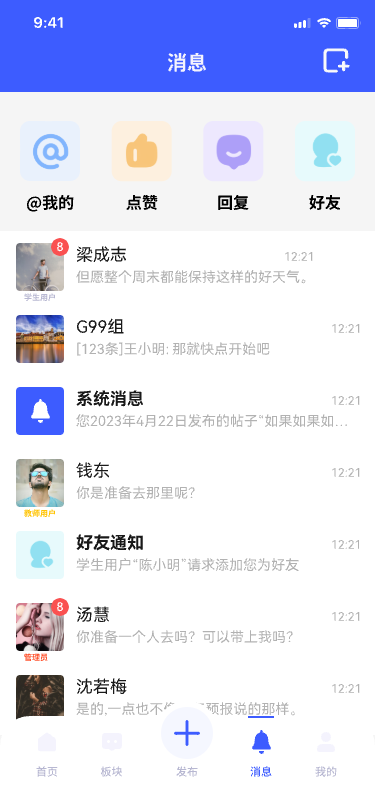 9:41
消息
@我的 点赞 回复 好友
8
梁成志 12:21
但愿整个周末都能保持这样的好天气。
学生用户
G99组 12:21
[123条]王小明: 那就快点开始吧
系统消息 12:21
您2023年4月22日发布的帖子“如果如果如...
钱东 12:21
你是准备去那里呢?
教师用户
好友通知 12:21
学生用户“陈小明”请求添加您为好友
8
汤慧 12:21
你准备一个人去吗? 可以带上我吗?
管理员
沈若梅 12:21
是的,一点也不像 预报说的那样。
首页 板块 发布 消息 我的